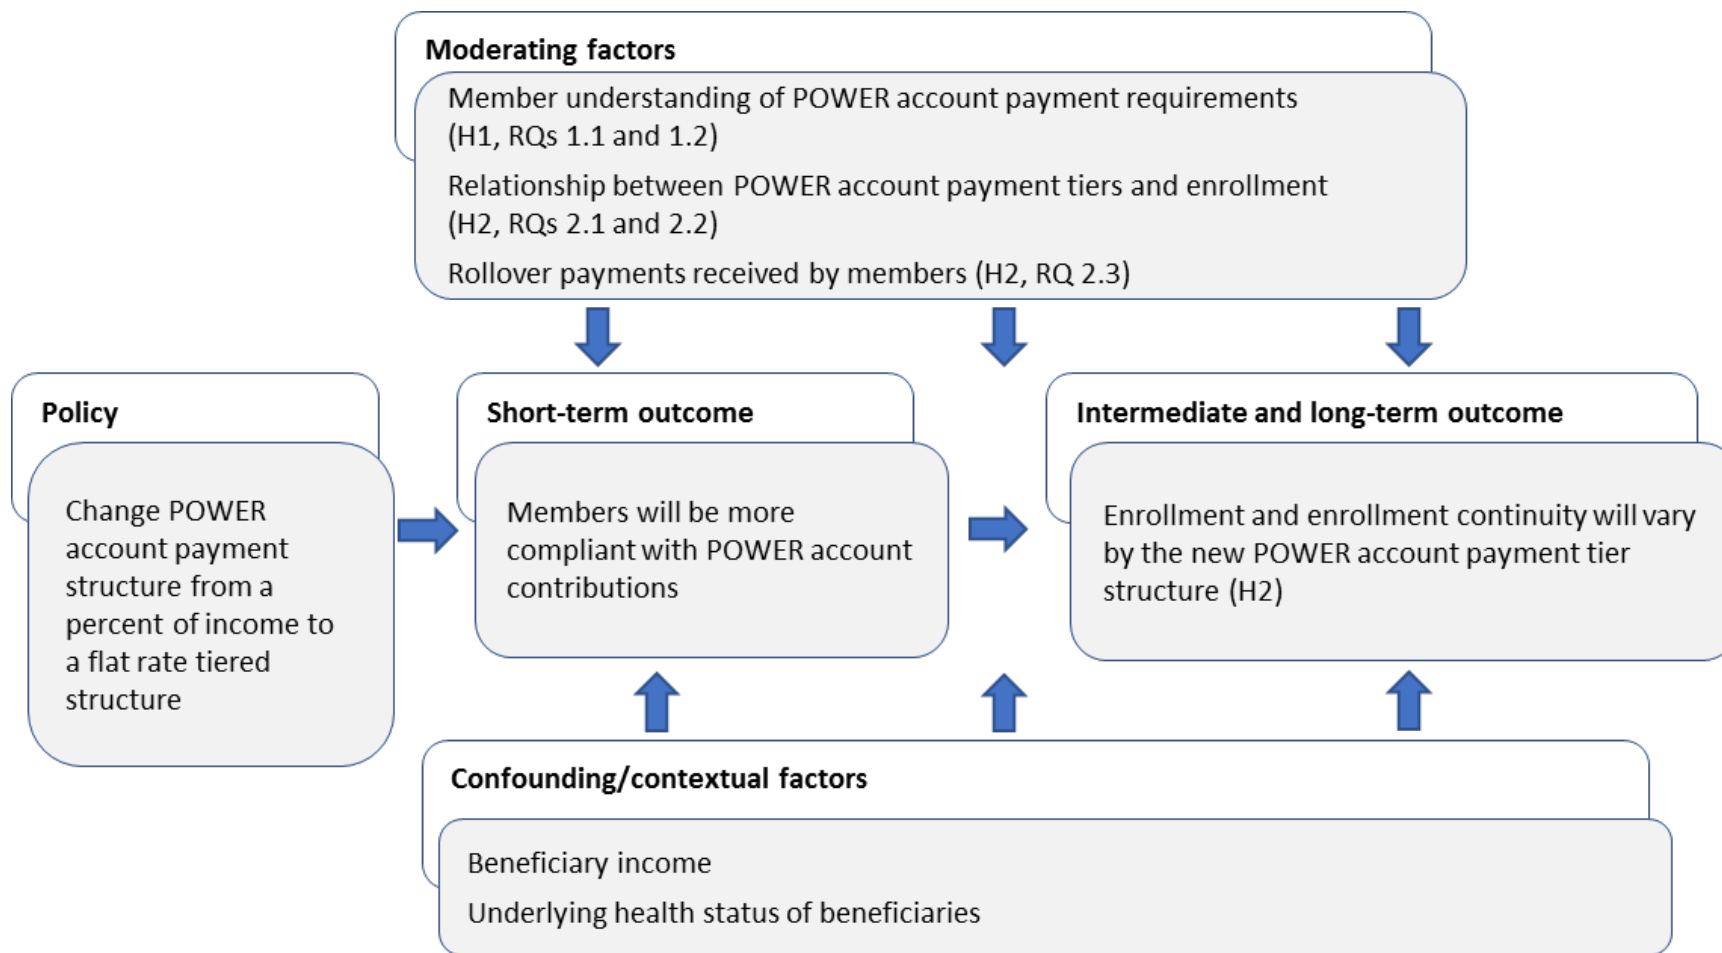 Moderating factors
Member understanding of POWER account payment requirements
(H1, RQs 1.1 and 1.2)
Relationship between POWER account payment tiers and enrollment
(H2, RQs 2.1 and 2.2)
Rollover payments received by members (H2, RQ 2.3)
Policy
Change POWER
account payment
structure from a
percent of income to
a flat rate tiered
structure
Short-term outcome
Members will be more
compliant with POWER account
contributions
Intermediate and long-term outcome
Enrollment and enrollment continuity will vary
by the new POWER account payment tier
structure (H2)
Confounding/contextual factors
Beneficiary income
Underlying health status of beneficiaries